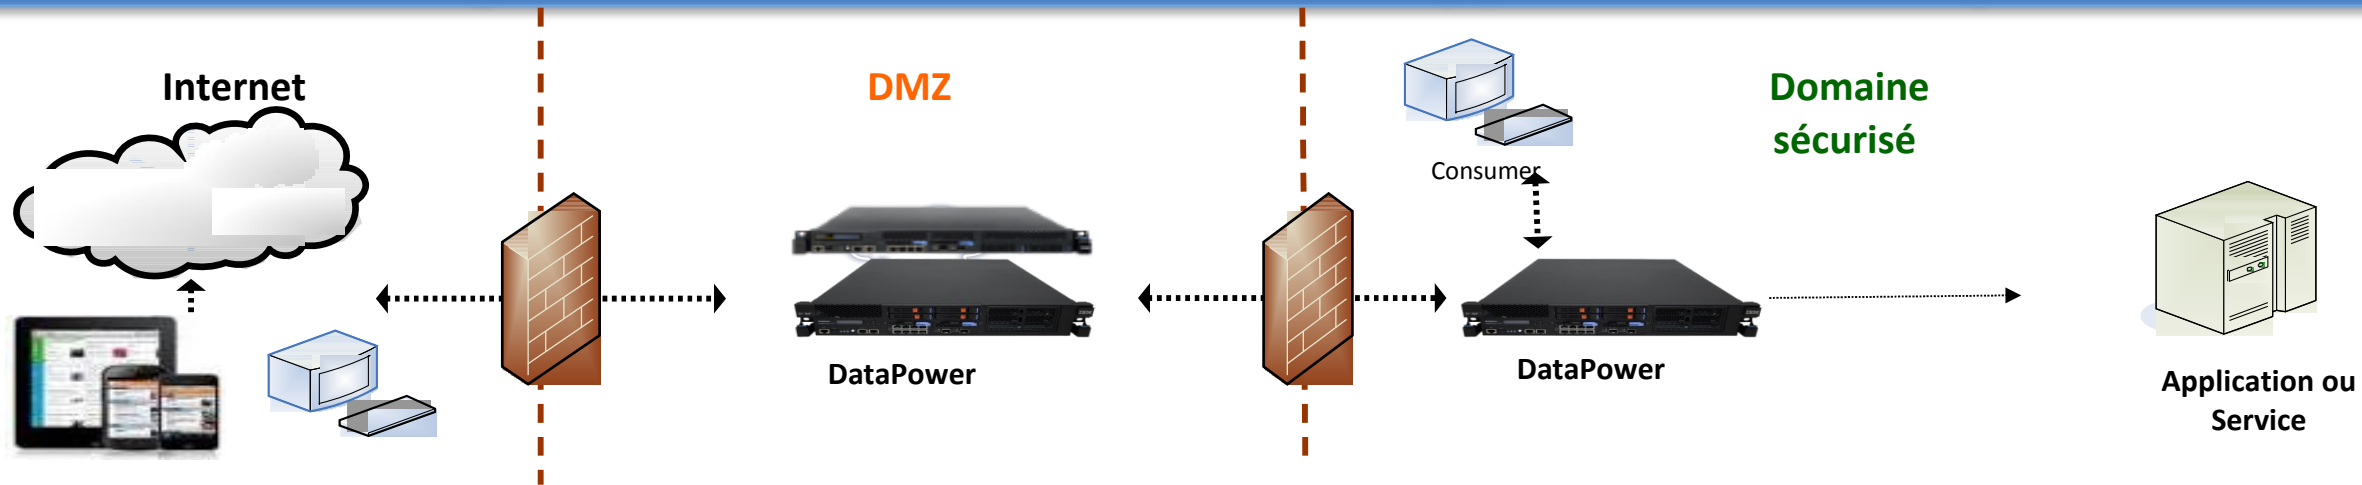 Internet
DMZ
Domaine
sécurisé
Consumer
DataPower
DataPower
Application ou
Service